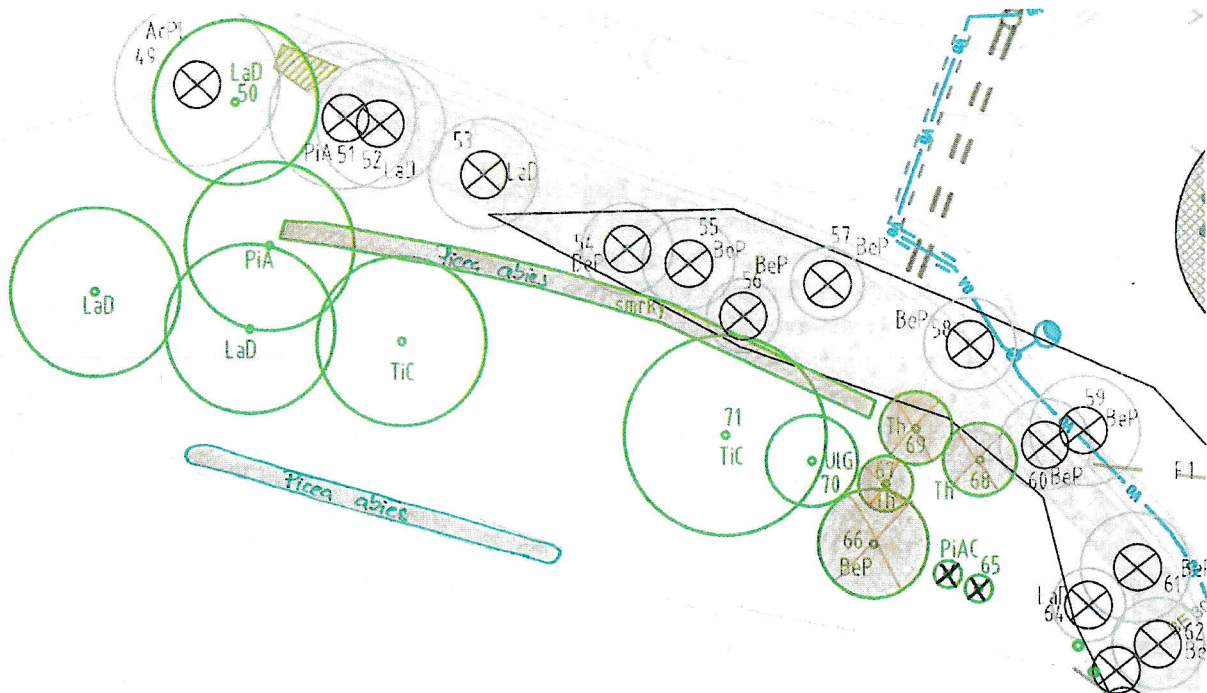 AcPl
49
LaD
50
PiA 51
52
LaD
53
LaD
54
BeP
55
BeP
BeP
56
57
BeP
BeP
58
59
BeP
60
BeP
61
BeP
62
Be
LaD
64
PiAC
65
66
BeP
67
Th
68
Th
Th
69
UlG
70
71
TiC
TiC
LaD
PiA
LaD
Picea abies
smrky
Picea abies